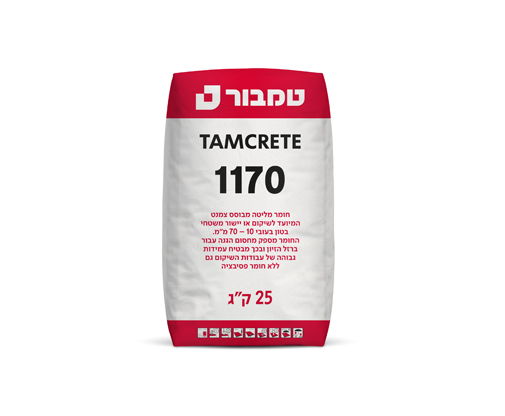 טמבור
TAMCRETE
1170
חומר מליטה מבוסס צמנט
המיועד לשיקום או יישור משטחי
בטון בעובי 10 – 70 מ״מ.
החומר מספק מחסום הגנה עבור
ברזל הזיון ובכך מבטיח עמידות
גבוהה של עבודות השיקום גם
ללא חומר פסיבציה
25 ק״ג